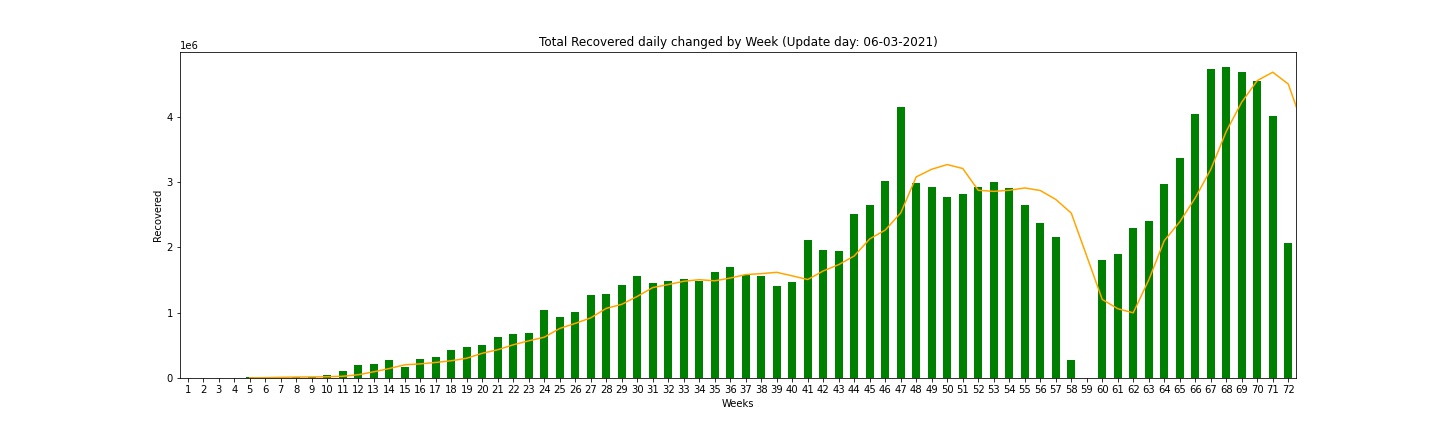 Total Recovered daily changed by Week (Update day: 06-03-2021)
1e6
4
3
2
1
0
Recovered
1 2 3 4 5 6 7 8 9 10 11 12 13 14 15 16 17 18 19 20 21 22 23 24 25 26 27 28 29 30 31 32 33 34 35 36 37 38 39 40 41 42 43 44 45 46 47 48 49 50 51 52 53 54 55 56 57 58 59 60 61 62 63 64 65 66 67 68 69 70 71 72
Weeks